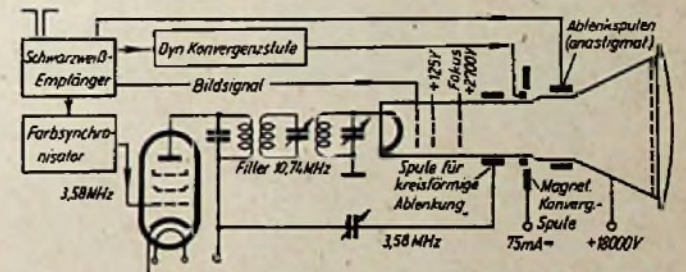 Schwarzweiß-
Empfänger
Dyn Konvergenzstufe
Ablenkspulen
(anastigmat.)
Bildsignal
+125V
Fokus
+2700V
Farbsynchro-
nisator
3,58MHz
Filler 10,74MHz
Spule für
kreisförmige
Ablenkung
Magnet.
Konverg.-
Spule
3,58 MHz
75mA=
+18000V